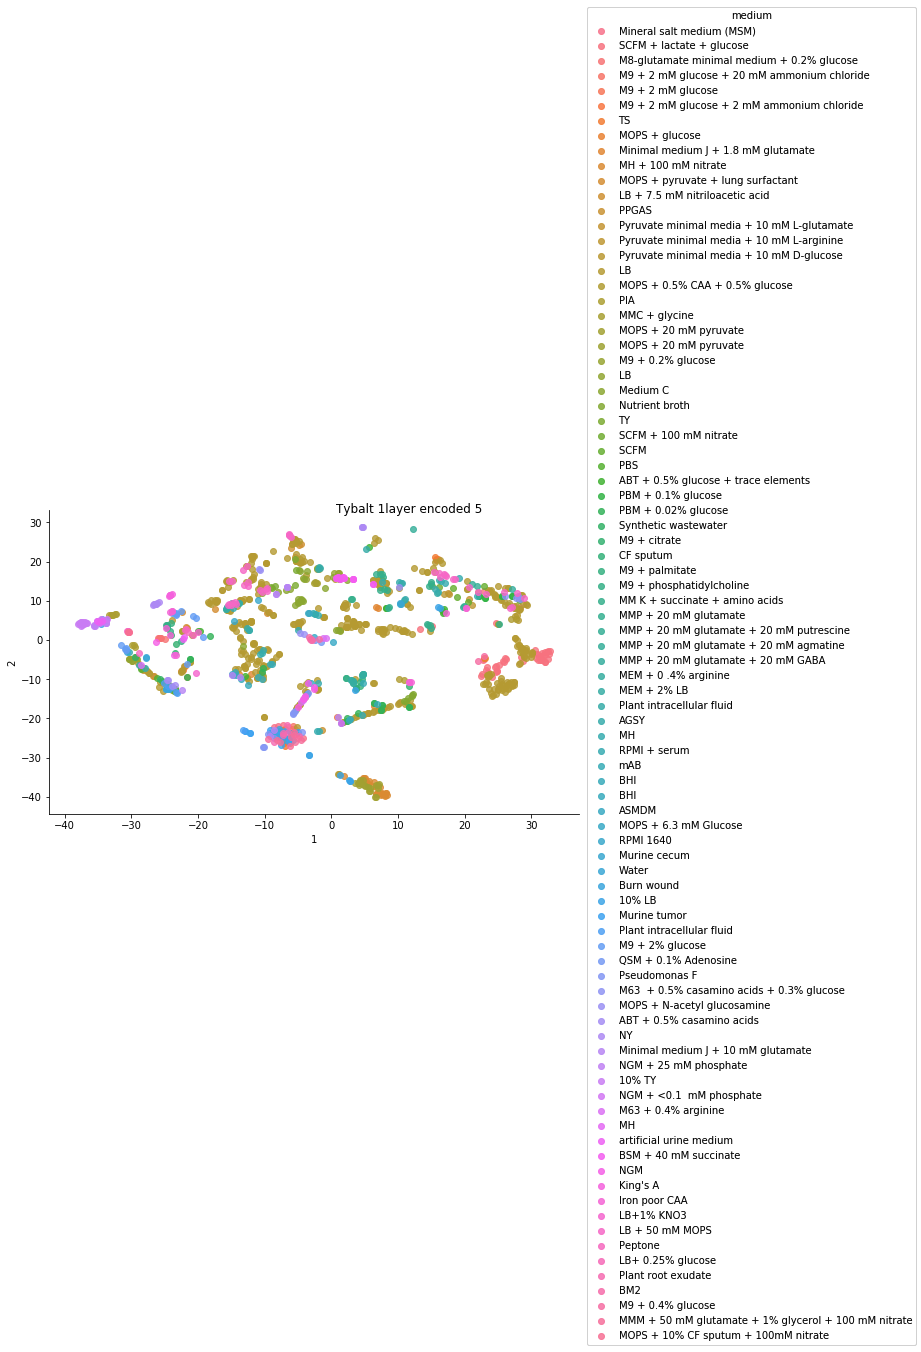 medium
Mineral salt medium (MSM)
SCFM + lactate + glucose
M8-glutamate minimal medium + 0.2% glucose
M9 + 2 mM glucose + 20 mM ammonium chloride
M9 + 2 mM glucose
M9 + 2 mM glucose + 2 mM ammonium chloride
TS
MOPS + glucose
Minimal medium J + 1.8 mM glutamate
MH + 100 mM nitrate
MOPS + pyruvate + lung surfactant
LB + 7.5 mM nitriloacetic acid
PPGAS
Pyruvate minimal media + 10 mM L-glutamate
Pyruvate minimal media + 10 mM L-arginine
Pyruvate minimal media + 10 mM D-glucose
LB
MOPS + 0.5% CAA + 0.5% glucose
PIA
MMC + glycine
MOPS + 20 mM pyruvate
MOPS + 20 mM pyruvate
M9 + 0.2% glucose
LB
Medium C
Nutrient broth
TY
SCFM + 100 mM nitrate
SCFM
PBS
ABT + 0.5% glucose + trace elements
PBM + 0.1% glucose
PBM + 0.02% glucose
Synthetic wastewater
M9 + citrate
CF sputum
M9 + palmitate
M9 + phosphatidylcholine
MM K + succinate + amino acids
MMP + 20 mM glutamate
MMP + 20 mM glutamate + 20 mM putrescine
MMP + 20 mM glutamate + 20 mM agmatine
MMP + 20 mM glutamate + 20 mM GABA
MEM + 0 .4% arginine
MEM + 2% LB
Plant intracellular fluid
AGSY
MH
RPMI + serum
mAB
BHI
BHI
ASMDM
MOPS + 6.3 mM Glucose
RPMI 1640
Murine cecum
Water
Burn wound
10% LB
Murine tumor
Plant intracellular fluid
M9 + 2% glucose
QSM + 0.1% Adenosine
Pseudomonas F
M63  + 0.5% casamino acids + 0.3% glucose
MOPS + N-acetyl glucosamine
ABT + 0.5% casamino acids
NY
Minimal medium J + 10 mM glutamate
NGM + 25 mM phosphate
10% TY
NGM + <0.1  mM phosphate
M63 + 0.4% arginine
MH
artificial urine medium
BSM + 40 mM succinate
NGM
King's A
Iron poor CAA
LB+1% KNO3
LB + 50 mM MOPS
Peptone
LB+ 0.25% glucose
Plant root exudate
BM2
M9 + 0.4% glucose
MMM + 50 mM glutamate + 1% glycerol + 100 mM nitrate
MOPS + 10% CF sputum + 100mM nitrate
Tybalt 1layer encoded 5
30
20
10
0
−10
−20
−30
−40
2
−40 −30 −20 −10 0 10 20 30
1